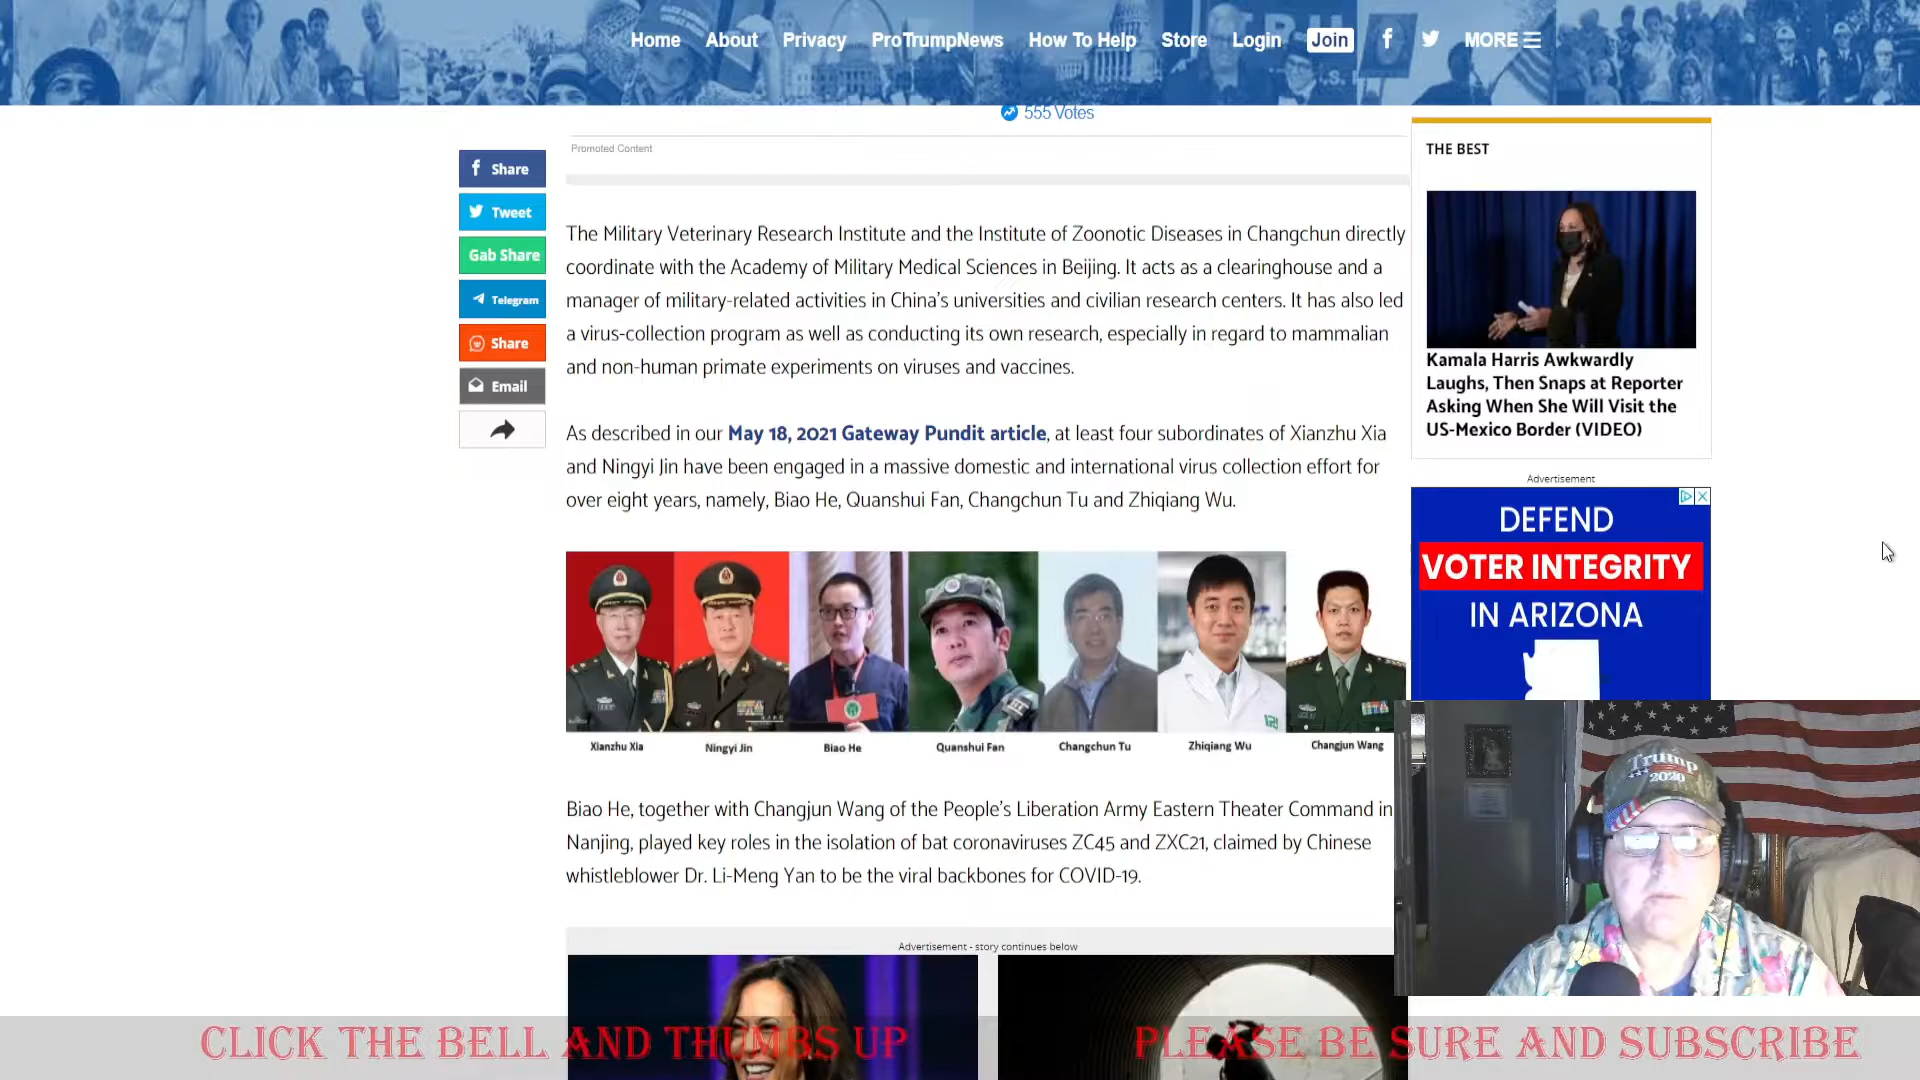 Home About Privacy ProTrumpNews How To Help Store Login Join MORE
555 Votes
Promoted Content
Share
Tweet
Gab Share
Telegram
Share
Email
The Military Veterinary Research Institute and the Institute of Zoonotic Diseases in Changchun directly
coordinate with the Academy of Military Medical Sciences in Beijing. It acts as a clearinghouse and a
manager of military-related activities in China's universities and civilian research centers. It has also led
a virus-collection program as well as conducting its own research, especially in regard to mammalian
and non-human primate experiments on viruses and vaccines.
As described in our May 18, 2021 Gateway Pundit article, at least four subordinates of Xianzhu Xia
and Ningyi Jin have been engaged in a massive domestic and international virus collection effort for
over eight years, namely, Biao He, Quanshui Fan, Changchun Tu and Zhiqiang Wu.
Xianzhu Xia Ningyi Jin Biao He Quanshui Fan Changchun Tu Zhiqiang Wu Changjun Wang
Biao He, together with Changjun Wang of the People's Liberation Army Eastern Theater Command in
Nanjing, played key roles in the isolation of bat coronaviruses ZC45 and ZXC21, claimed by Chinese
whistleblower Dr. Li-Meng Yan to be the viral backbones for COVID-19.
Advertisement - story continues below
THE BEST
Kamala Harris Awkwardly
Laughs, Then Snaps at Reporter
Asking When She Will Visit the
US-Mexico Border (VIDEO)
Advertisement
DEFEND
VOTER INTEGRITY
IN ARIZONA
Trump
2020
CLICK THE BELL AND THUMBS UP
PLEASE BE SURE AND SUBSCRIBE